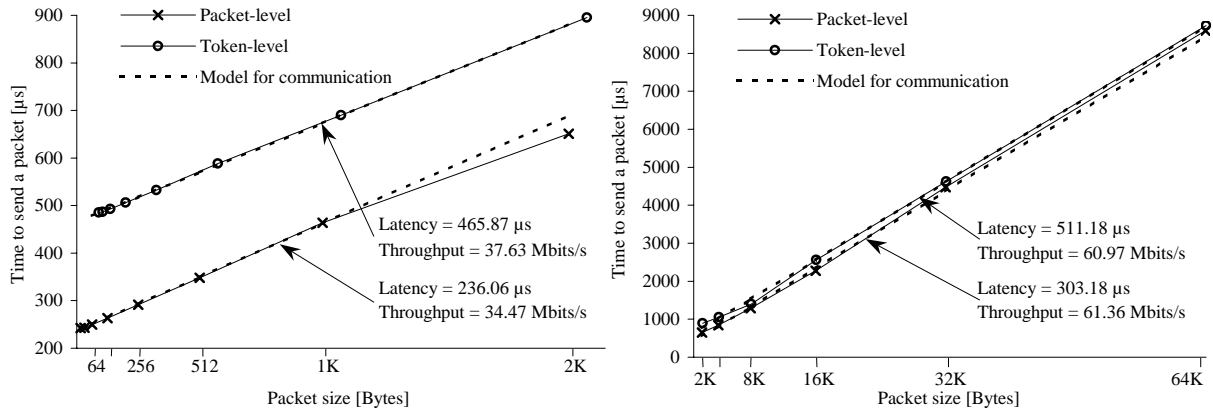 Packet-level
Token-level
Model for communication
Time to send a packet [µs]
900
800
700
600
500
400
300
200
Latency = 465.87 µs
Throughput = 37.63 Mbits/s
Latency = 236.06 µs
Throughput = 34.47 Mbits/s
64 256 512 1K 2K
Packet size [Bytes]
Packet-level
Token-level
Model for communication
Time to send a packet [µs]
9000
8000
7000
6000
5000
4000
3000
2000
1000
0
Latency = 511.18 µs
Throughput = 60.97 Mbits/s
Latency = 303.18 µs
Throughput = 61.36 Mbits/s
2K 8K 16K 32K 64K
Packet size [Bytes]